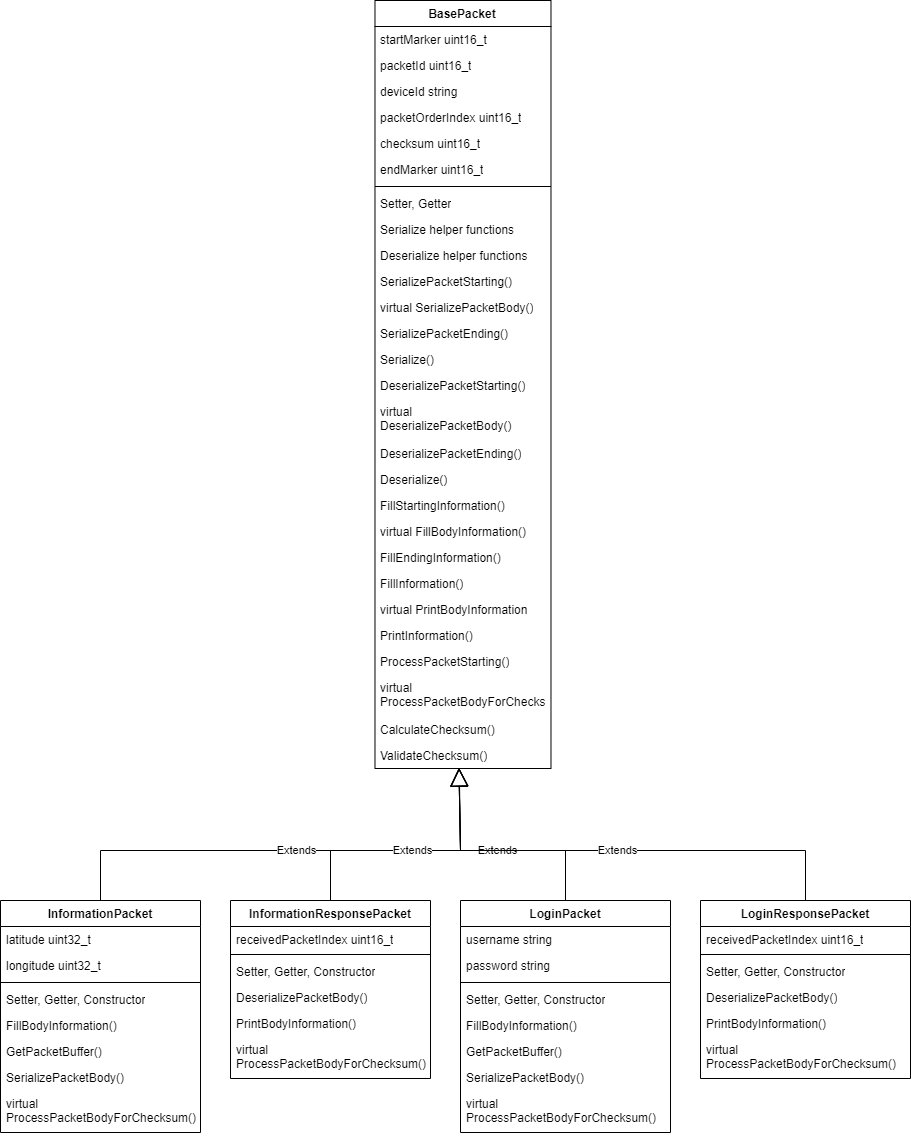 BasePacket
startMarker uint16_t
packetId uint16_t
deviceId string
packetOrderIndex uint16_t
checksum uint16_t
endMarker uint16_t
Setter, Getter
Serialize helper functions
Deserialize helper functions
SerializePacketStarting()
virtual SerializePacketBody()
SerializePacketEnding()
Serialize()
DeserializePacketStarting()
virtual
DeserializePacketBody()
DeserializePacketEnding()
Deserialize()
FillStartingInformation()
virtual FillBodyInformation()
FillEndingInformation()
FillInformation()
virtual PrintBodyInformation
PrintInformation()
ProcessPacketStarting()
virtual
ProcessPacketBodyForChecks
CalculateChecksum()
ValidateChecksum()
Extends
Extends
Extends
Extends
InformationPacket
latitude uint32_t
longitude uint32_t
Setter, Getter, Constructor
FillBodyInformation()
GetPacketBuffer()
SerializePacketBody()
virtual
ProcessPacketBodyForChecksum()
InformationResponsePacket
receivedPacketIndex uint16_t
Setter, Getter, Constructor
DeserializePacketBody()
PrintBodyInformation()
virtual
ProcessPacketBodyForChecksum()
LoginPacket
username string
password string
Setter, Getter, Constructor
FillBodyInformation()
GetPacketBuffer()
SerializePacketBody()
virtual
ProcessPacketBodyForChecksum()
LoginResponsePacket
receivedPacketIndex uint16_t
Setter, Getter, Constructor
DeserializePacketBody()
PrintBodyInformation()
virtual
ProcessPacketBodyForChecksum()